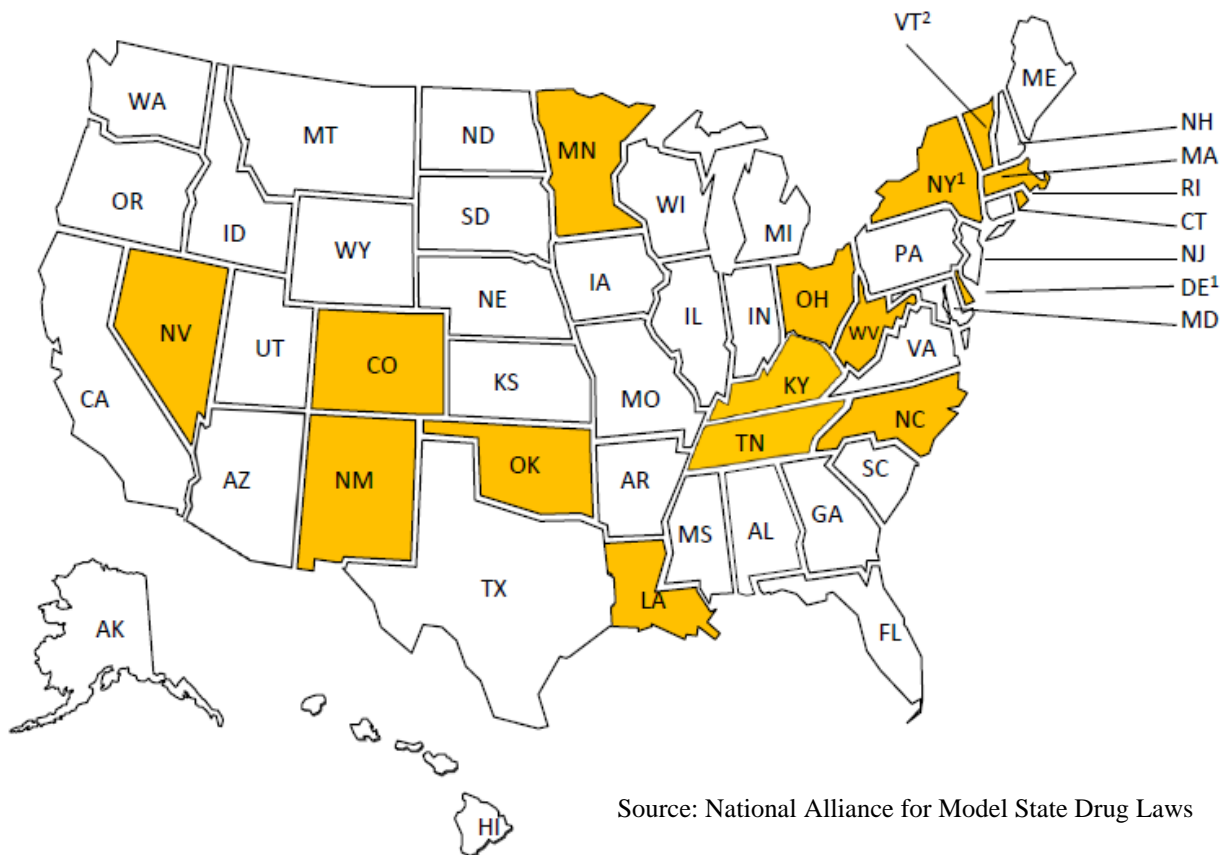 VT²
ME
WA
MT
ND
MN
NH
MA
NY¹
RI
OR
ID
SD
WI
CT
WY
MI
PA
NJ
IA
NE
DE¹
OH
IL
IN
MD
NV
WV
UT
VA
CO
KS
KY
CA
MO
NC
TN
OK
SC
AZ
NM
AR
GA
MS
AL
TX
LA
AK
FL
Source: National Alliance for Model State Drug Laws
HI